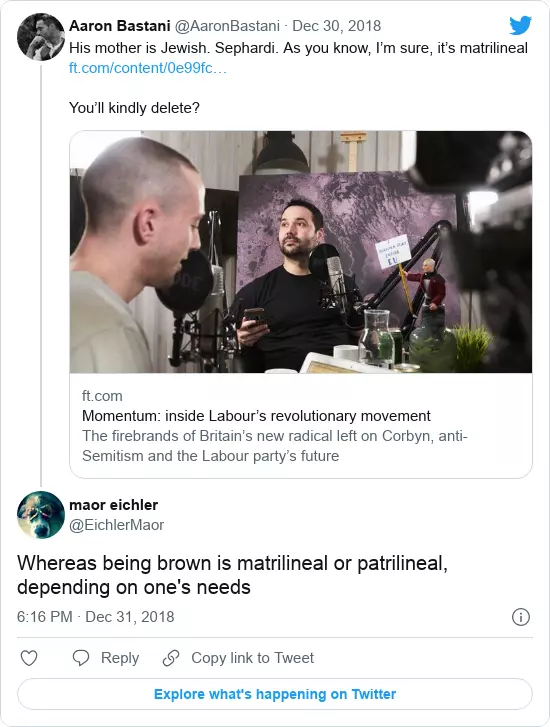 Aaron Bastani @AaronBastani · Dec 30, 2018
His mother is Jewish. Sephardi. As you know, I’m sure, it’s matrilineal
ft.com/content/0e99fc…
You’ll kindly delete?
EU
ft.com
Momentum: inside Labour’s revolutionary movement
The firebrands of Britain’s new radical left on Corbyn, anti-
Semitism and the Labour party’s future
maor eichler
@EichlerMaor
Whereas being brown is matrilineal or patrilineal,
depending on one's needs
6:16 PM · Dec 31, 2018
Reply
Copy link to Tweet
Explore what's happening on Twitter